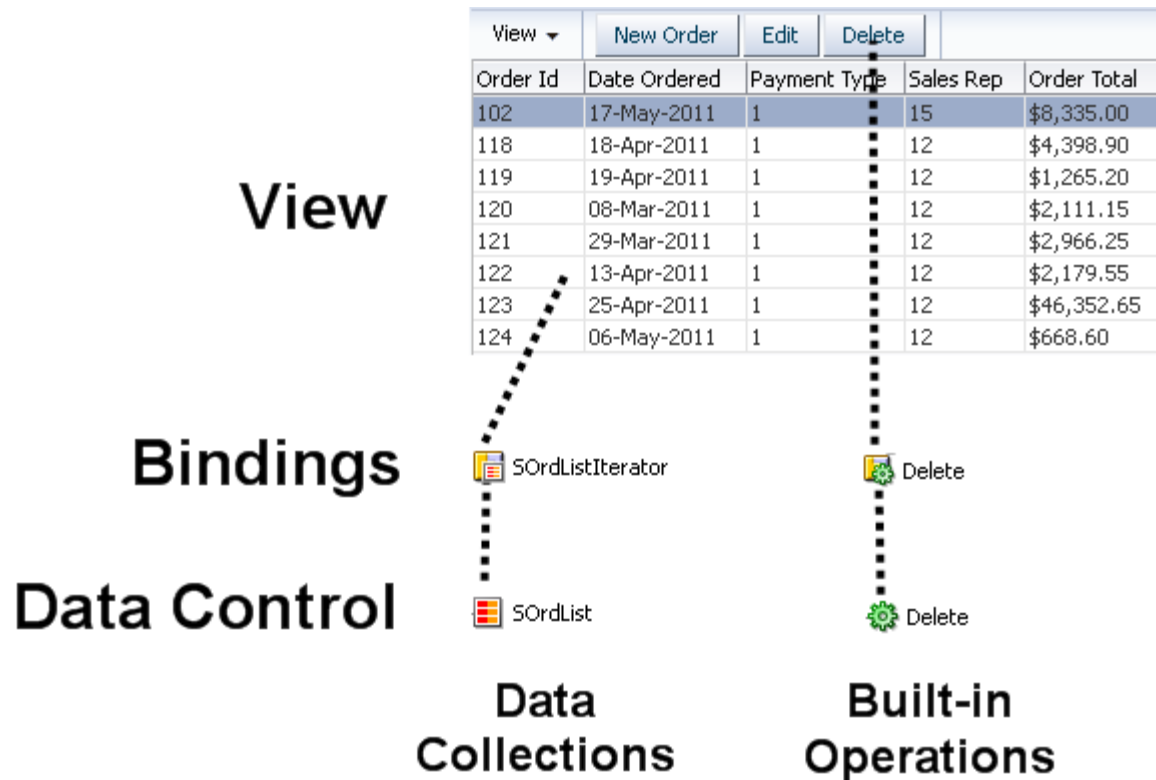 View New Order Edit Delete
Order Id Date Ordered Payment Type Sales Rep Order Total
102 17-May-2011 1 15 $8,335.00
118 18-Apr-2011 1 12 $4,398.90
119 19-Apr-2011 1 12 $1,265.20
120 08-Mar-2011 1 12 $2,111.15
121 29-Mar-2011 1 12 $2,966.25
122 13-Apr-2011 1 12 $2,179.55
123 25-Apr-2011 1 12 $46,352.65
124 06-May-2011 1 12 $668.60
View
Bindings SOrdListIterator Delete
Data Control SOrdList Delete
Data
Collections
Built-in
Operations